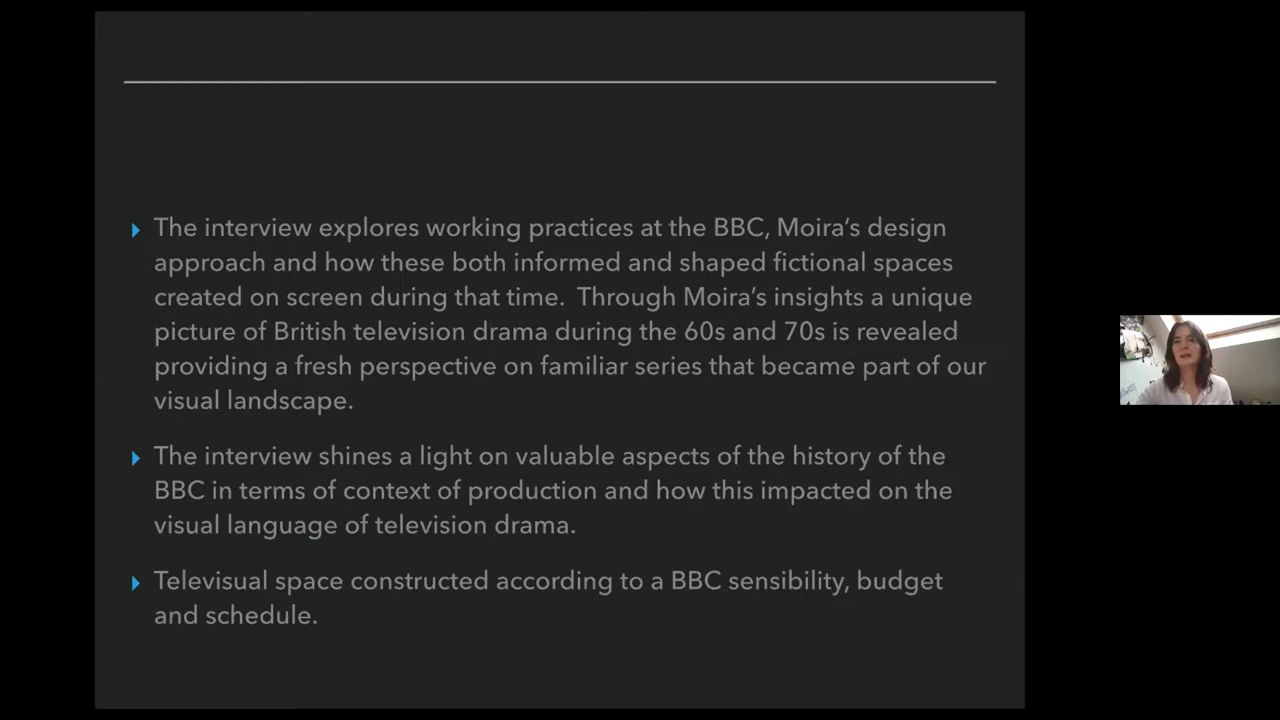 The interview explores working practices at the BBC, Moira’s design
approach and how these both informed and shaped fictional spaces
created on screen during that time.  Through Moira’s insights a unique
picture of British television drama during the 60s and 70s is revealed
providing a fresh perspective on familiar series that became part of our
visual landscape.
The interview shines a light on valuable aspects of the history of the
BBC in terms of context of production and how this impacted on the
visual language of television drama.
Televisual space constructed according to a BBC sensibility, budget
and schedule.